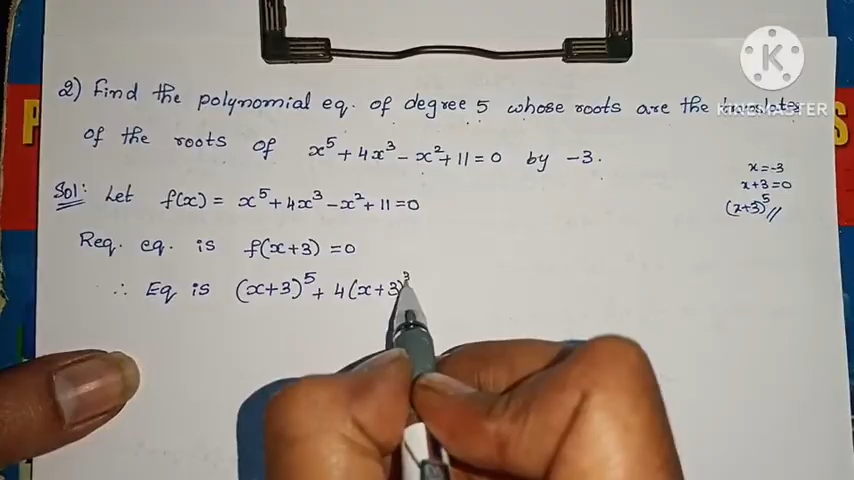 K
KINEMASTER
2) Find the polynomial eq. of degree 5 whose roots are the translates
of the roots of x⁵ + 4x³ - x² + 11 = 0 by -3.
x = -3
x + 3 = 0
(x+3)⁵ //
Sol: Let f(x) = x⁵ + 4x³ - x² + 11 = 0
Req. eq. is f(x+3) = 0
∴ Eq is (x+3)⁵ + 4(x+3)³